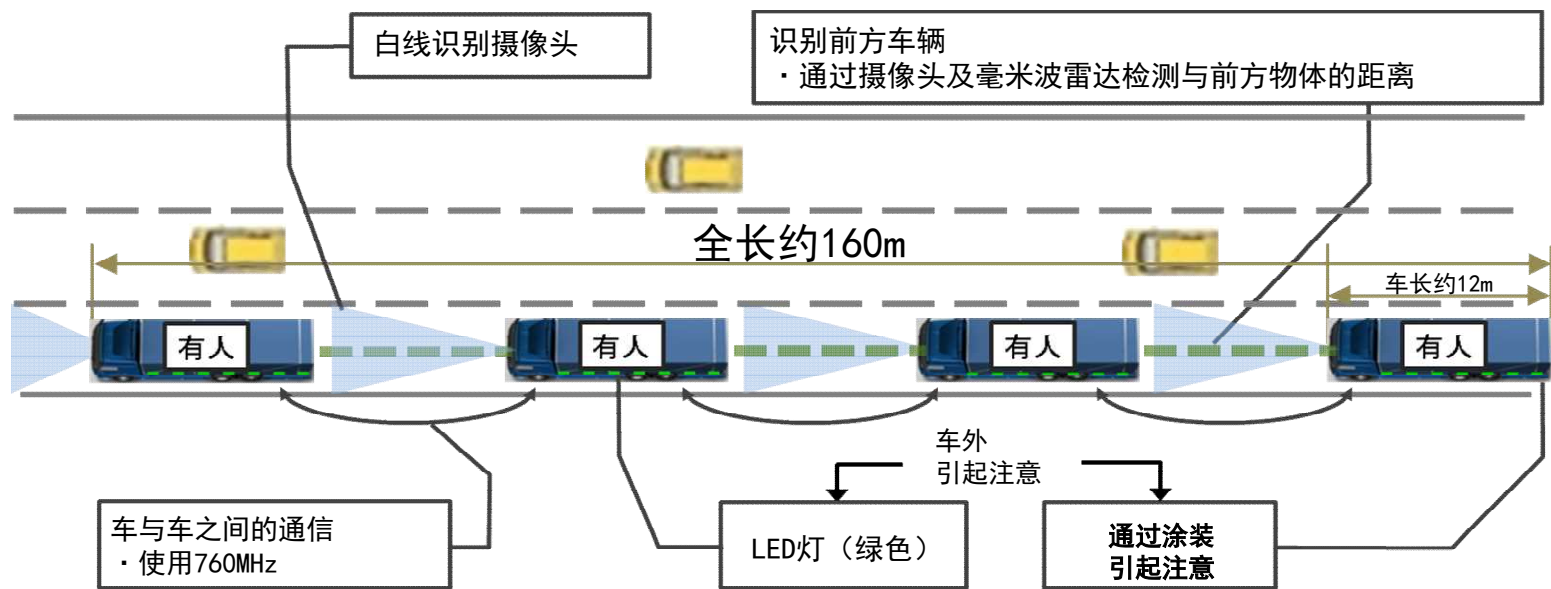 白线识别摄像头
识别前方车辆
·通过摄像头及毫米波雷达检测与前方物体的距离
全长约160m
车长约12m
有人
有人
有人
有人
车外
引起注意
车与车之间的通信
·使用760MHz
LED灯（绿色）
通过涂装
引起注意